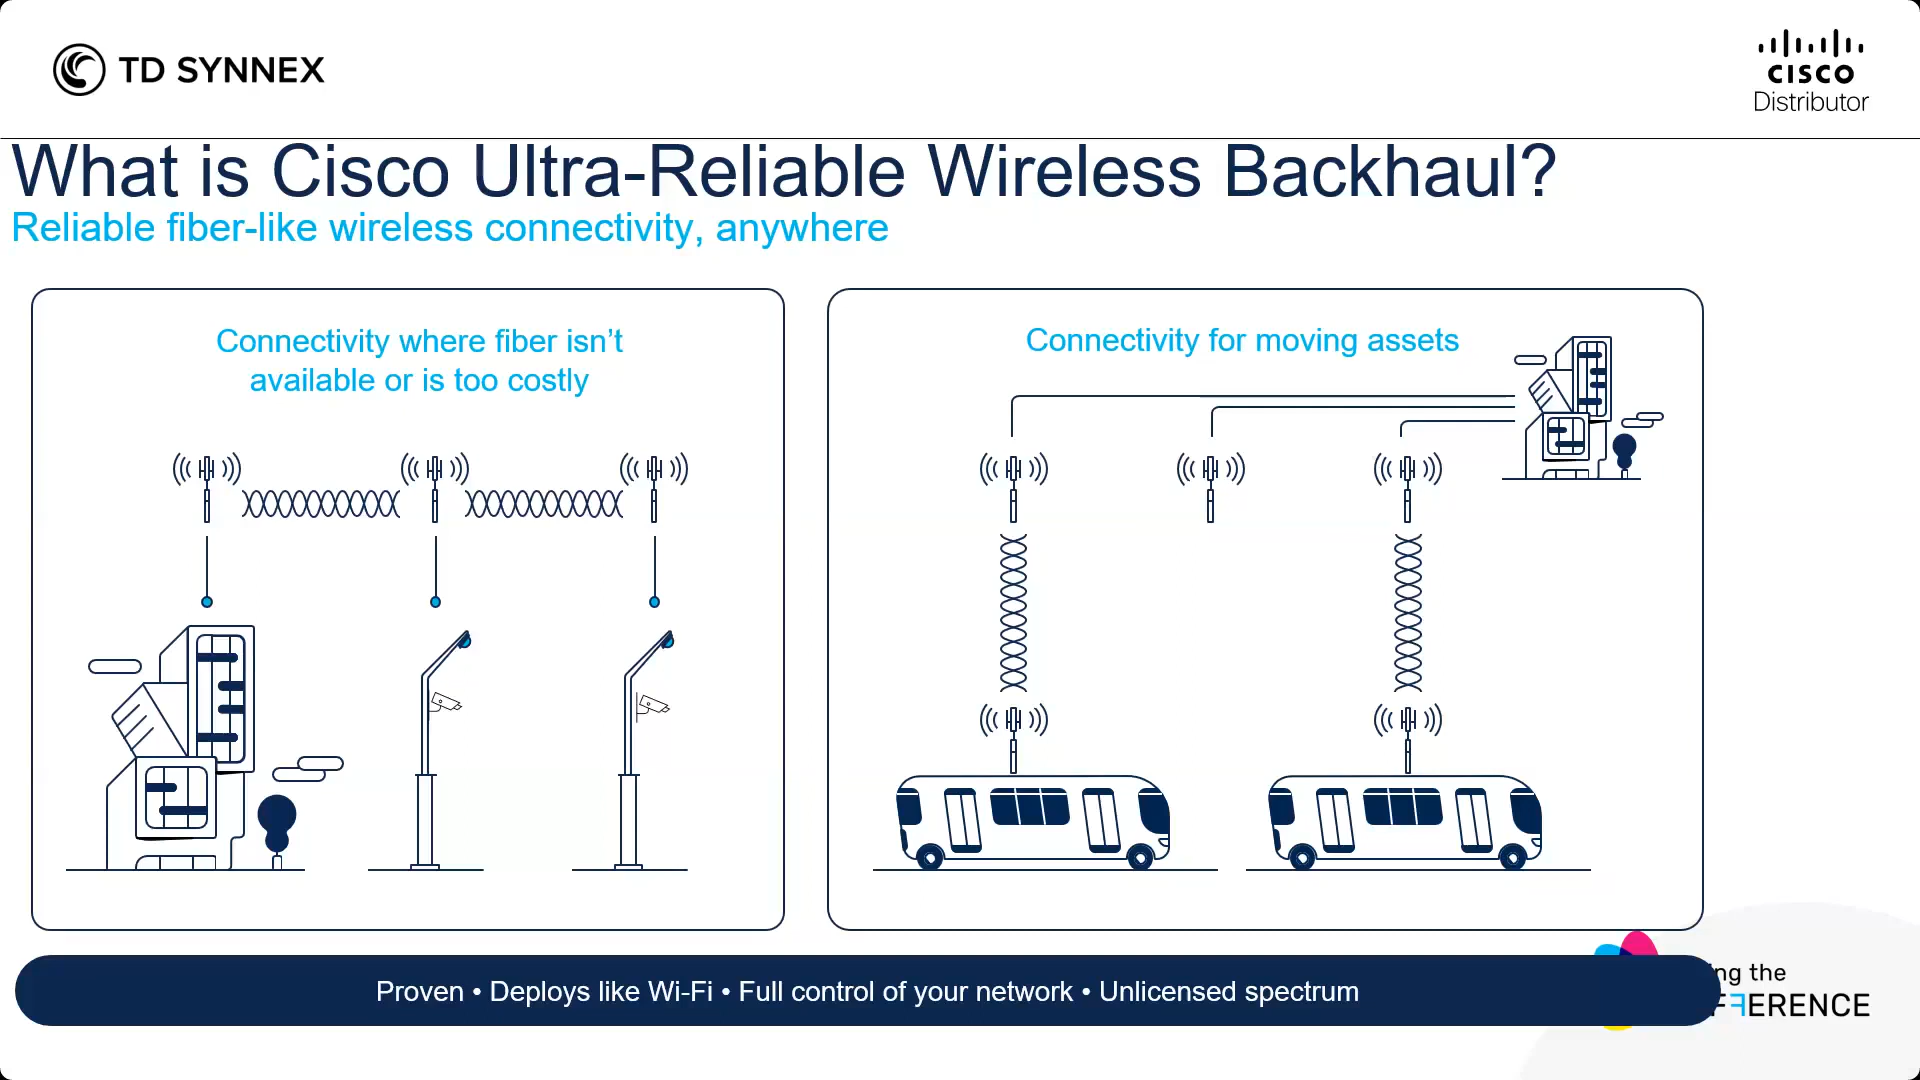 TD SYNNEX
CISCO
Distributor
What is Cisco Ultra-Reliable Wireless Backhaul?
Reliable fiber-like wireless connectivity, anywhere
Connectivity where fiber isn’t
available or is too costly
Connectivity for moving assets
Proven • Deploys like Wi-Fi • Full control of your network • Unlicensed spectrum
ng the
FFERENCE